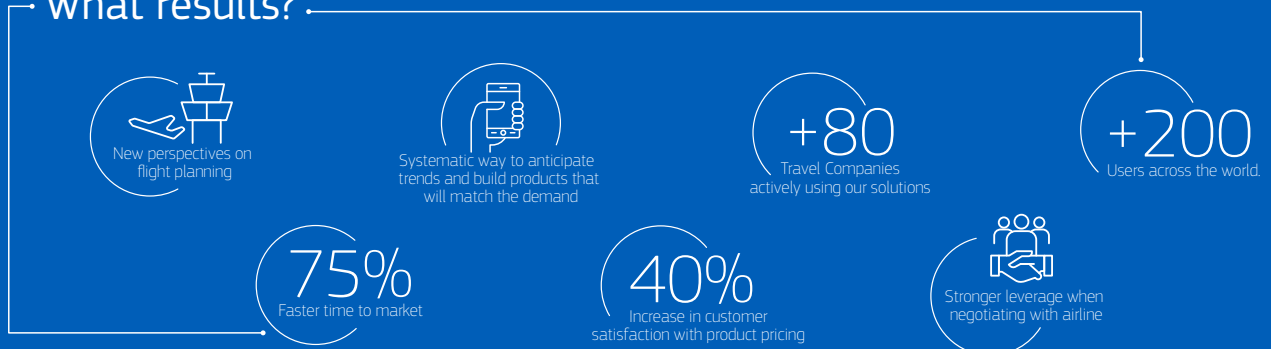 What results?
New perspectives on
flight planning
Systematic way to anticipate
trends and build products that
will match the demand
+80
Travel Companies
actively using our solutions
+200
Users across the world.
75%
Faster time to market
40%
Increase in customer
satisfaction with product pricing
Stronger leverage when
negotiating with airline